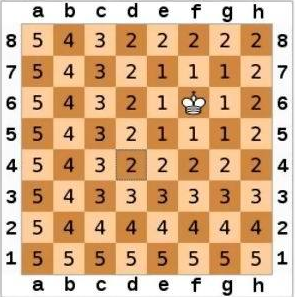 a b c d e f g h
8 5 4 3 2 2 2 2 2 8
7 5 4 3 2 1 1 1 2 7
6 5 4 3 2 1 1 2 6
5 5 4 3 2 1 1 1 2 5
4 5 4 3 2 2 2 2 2 4
3 5 4 3 3 3 3 3 3 3
2 5 4 4 4 4 4 4 4 2
1 5 5 5 5 5 5 5 5 1
a b c d e f g h